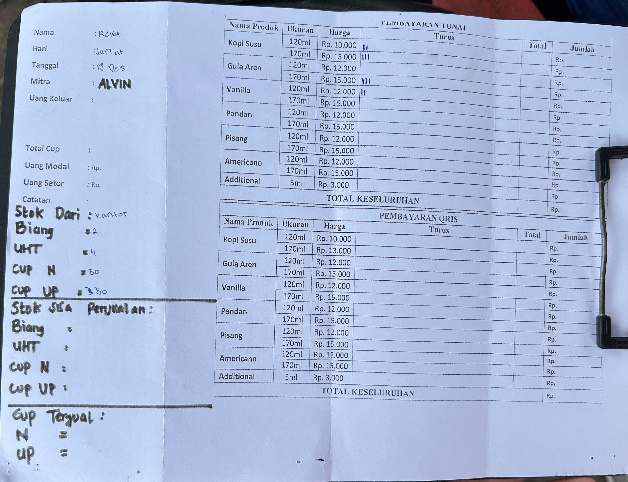 Nama :
Hari : Jum'at
Tanggal :
Mitra : ALVIN
Uang Keluar :
Total Cup :
Uang Modal : Rp.
Uang Setor : Rp.
Catatan :
Stok Dari : kantor
Biang = 2
UHT = 4
Cup N = 30
Cup UP = 30
Stok Sisa Penjualan :
Biang :
UHT :
Cup N :
Cup UP :
Cup Terjual :
N =
UP =
PEMBAYARAN TUNAI
Nama Produk Ukuran Harga Turus Total Jumlah
Kopi Susu 120ml Rp. 10.000 Rp.
170ml Rp. 13.000 Rp.
Gula Aren 120ml Rp. 12.000 Rp.
170ml Rp. 15.000 Rp.
Vanilla 120ml Rp. 12.000 Rp.
170ml Rp. 15.000 Rp.
Pandan 120ml Rp. 12.000 Rp.
170ml Rp. 15.000 Rp.
Pisang 120ml Rp. 12.000 Rp.
170ml Rp. 15.000 Rp.
Americano 120ml Rp. 12.000 Rp.
170ml Rp. 15.000 Rp.
Additional 5ml Rp. 3.000 Rp.
TOTAL KESELURUHAN Rp.
PEMBAYARAN QRIS
Nama Produk Ukuran Harga Turus Total Jumlah
Kopi Susu 120ml Rp. 10.000 Rp.
170ml Rp. 13.000 Rp.
Gula Aren 120ml Rp. 12.000 Rp.
170ml Rp. 15.000 Rp.
Vanilla 120ml Rp. 12.000 Rp.
170ml Rp. 15.000 Rp.
Pandan 120ml Rp. 12.000 Rp.
170ml Rp. 15.000 Rp.
Pisang 120ml Rp. 12.000 Rp.
170ml Rp. 15.000 Rp.
Americano 120ml Rp. 12.000 Rp.
170ml Rp. 15.000 Rp.
Additional 5ml Rp. 3.000 Rp.
TOTAL KESELURUHAN Rp.